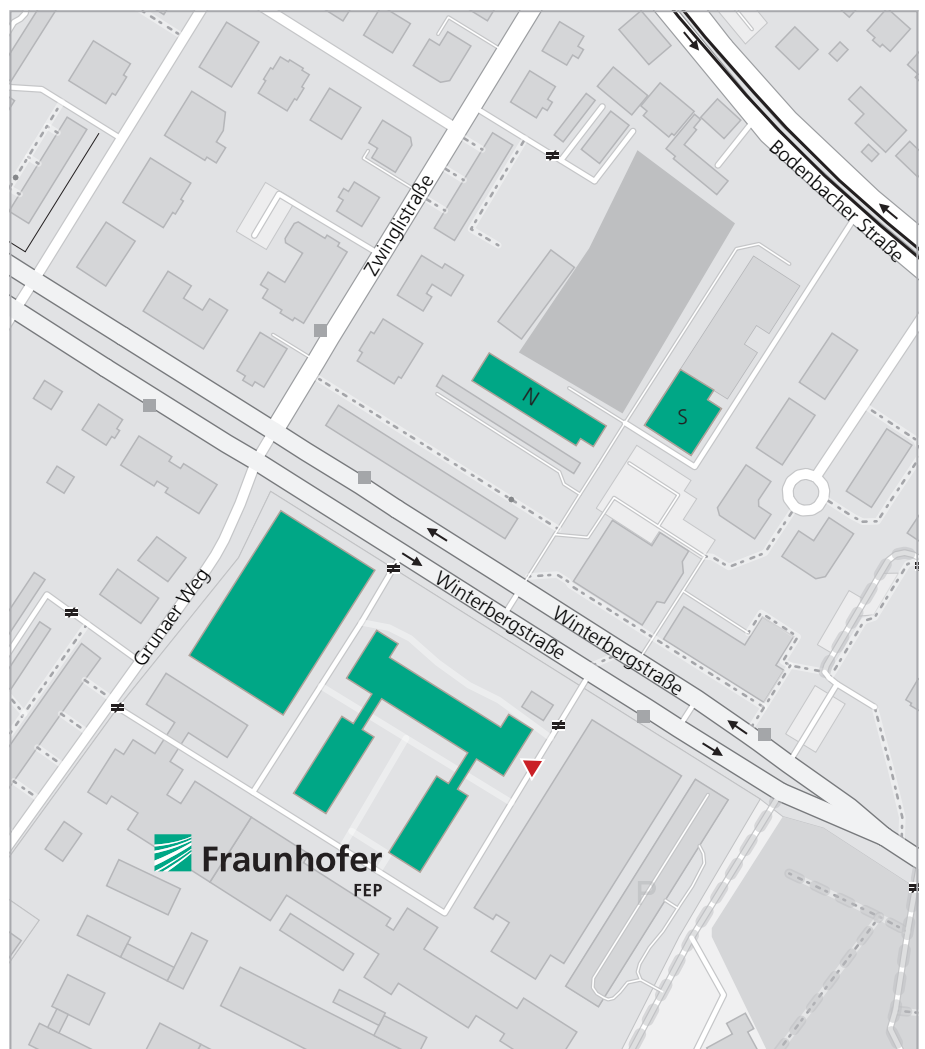 Bodenbacher Straße
Zwinglistraße
N
S
Winterbergstraße
Winterbergstraße
Grunaer Weg
Fraunhofer
FEP
P